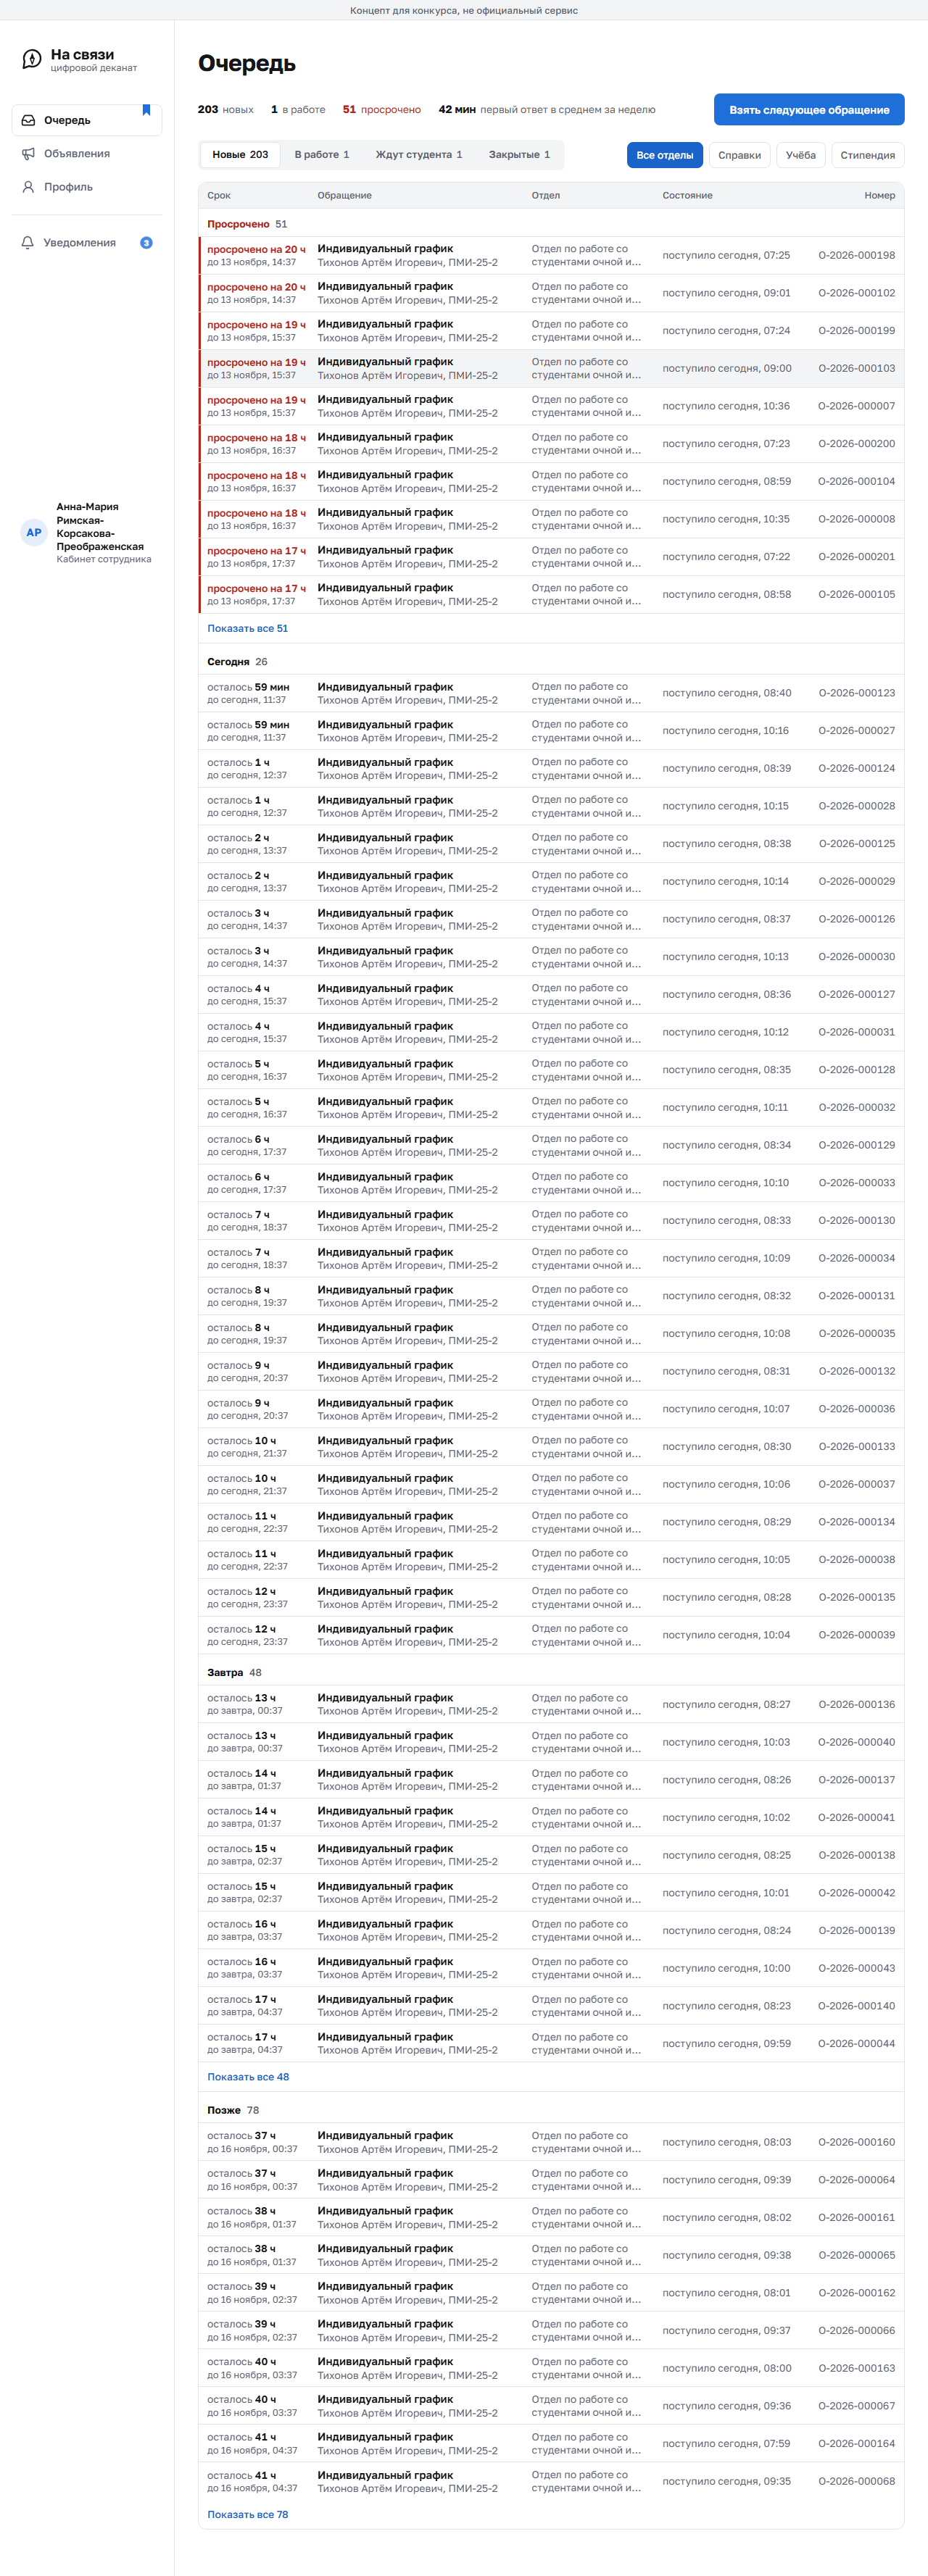 Концепт для конкурса, не официальный сервис
На связи
цифровой деканат
Очередь
Объявления
Профиль
Уведомления 3
АР
Анна-Мария
Римская-
Корсакова-
Преображенская
Кабинет сотрудника
Очередь
203 новых 1 в работе 51 просрочено 42 мин первый ответ в среднем за неделю
Взять следующее обращение
Новые 203 В работе 1 Ждут студента 1 Закрытые 1
Все отделы Справки Учёба Стипендия
Срок Обращение Отдел Состояние Номер
Просрочено 51
просрочено на 20 ч Индивидуальный график Отдел по работе со
до 13 ноября, 14:37 Тихонов Артём Игоревич, ПМИ-25-2 студентами очной и…
поступило сегодня, 07:25 О-2026-000198
просрочено на 20 ч Индивидуальный график Отдел по работе со
до 13 ноября, 14:37 Тихонов Артём Игоревич, ПМИ-25-2 студентами очной и…
поступило сегодня, 09:01 О-2026-000102
просрочено на 19 ч Индивидуальный график Отдел по работе со
до 13 ноября, 15:37 Тихонов Артём Игоревич, ПМИ-25-2 студентами очной и…
поступило сегодня, 07:24 О-2026-000199
просрочено на 19 ч Индивидуальный график Отдел по работе со
до 13 ноября, 15:37 Тихонов Артём Игоревич, ПМИ-25-2 студентами очной и…
поступило сегодня, 09:00 О-2026-000103
просрочено на 19 ч Индивидуальный график Отдел по работе со
до 13 ноября, 15:37 Тихонов Артём Игоревич, ПМИ-25-2 студентами очной и…
поступило сегодня, 10:36 О-2026-000007
просрочено на 18 ч Индивидуальный график Отдел по работе со
до 13 ноября, 16:37 Тихонов Артём Игоревич, ПМИ-25-2 студентами очной и…
поступило сегодня, 07:23 О-2026-000200
просрочено на 18 ч Индивидуальный график Отдел по работе со
до 13 ноября, 16:37 Тихонов Артём Игоревич, ПМИ-25-2 студентами очной и…
поступило сегодня, 08:59 О-2026-000104
просрочено на 18 ч Индивидуальный график Отдел по работе со
до 13 ноября, 16:37 Тихонов Артём Игоревич, ПМИ-25-2 студентами очной и…
поступило сегодня, 10:35 О-2026-000008
просрочено на 17 ч Индивидуальный график Отдел по работе со
до 13 ноября, 17:37 Тихонов Артём Игоревич, ПМИ-25-2 студентами очной и…
поступило сегодня, 07:22 О-2026-000201
просрочено на 17 ч Индивидуальный график Отдел по работе со
до 13 ноября, 17:37 Тихонов Артём Игоревич, ПМИ-25-2 студентами очной и…
поступило сегодня, 08:58 О-2026-000105
Показать все 51
Сегодня 26
осталось 59 мин Индивидуальный график Отдел по работе со
до сегодня, 11:37 Тихонов Артём Игоревич, ПМИ-25-2 студентами очной и…
поступило сегодня, 08:40 О-2026-000123
осталось 59 мин Индивидуальный график Отдел по работе со
до сегодня, 11:37 Тихонов Артём Игоревич, ПМИ-25-2 студентами очной и…
поступило сегодня, 10:16 О-2026-000027
осталось 1 ч Индивидуальный график Отдел по работе со
до сегодня, 12:37 Тихонов Артём Игоревич, ПМИ-25-2 студентами очной и…
поступило сегодня, 08:39 О-2026-000124
осталось 1 ч Индивидуальный график Отдел по работе со
до сегодня, 12:37 Тихонов Артём Игоревич, ПМИ-25-2 студентами очной и…
поступило сегодня, 10:15 О-2026-000028
осталось 2 ч Индивидуальный график Отдел по работе со
до сегодня, 13:37 Тихонов Артём Игоревич, ПМИ-25-2 студентами очной и…
поступило сегодня, 08:38 О-2026-000125
осталось 2 ч Индивидуальный график Отдел по работе со
до сегодня, 13:37 Тихонов Артём Игоревич, ПМИ-25-2 студентами очной и…
поступило сегодня, 10:14 О-2026-000029
осталось 3 ч Индивидуальный график Отдел по работе со
до сегодня, 14:37 Тихонов Артём Игоревич, ПМИ-25-2 студентами очной и…
поступило сегодня, 08:37 О-2026-000126
осталось 3 ч Индивидуальный график Отдел по работе со
до сегодня, 14:37 Тихонов Артём Игоревич, ПМИ-25-2 студентами очной и…
поступило сегодня, 10:13 О-2026-000030
осталось 4 ч Индивидуальный график Отдел по работе со
до сегодня, 15:37 Тихонов Артём Игоревич, ПМИ-25-2 студентами очной и…
поступило сегодня, 08:36 О-2026-000127
осталось 4 ч Индивидуальный график Отдел по работе со
до сегодня, 15:37 Тихонов Артём Игоревич, ПМИ-25-2 студентами очной и…
поступило сегодня, 10:12 О-2026-000031
осталось 5 ч Индивидуальный график Отдел по работе со
до сегодня, 16:37 Тихонов Артём Игоревич, ПМИ-25-2 студентами очной и…
поступило сегодня, 08:35 О-2026-000128
осталось 5 ч Индивидуальный график Отдел по работе со
до сегодня, 16:37 Тихонов Артём Игоревич, ПМИ-25-2 студентами очной и…
поступило сегодня, 10:11 О-2026-000032
осталось 6 ч Индивидуальный график Отдел по работе со
до сегодня, 17:37 Тихонов Артём Игоревич, ПМИ-25-2 студентами очной и…
поступило сегодня, 08:34 О-2026-000129
осталось 6 ч Индивидуальный график Отдел по работе со
до сегодня, 17:37 Тихонов Артём Игоревич, ПМИ-25-2 студентами очной и…
поступило сегодня, 10:10 О-2026-000033
осталось 7 ч Индивидуальный график Отдел по работе со
до сегодня, 18:37 Тихонов Артём Игоревич, ПМИ-25-2 студентами очной и…
поступило сегодня, 08:33 О-2026-000130
осталось 7 ч Индивидуальный график Отдел по работе со
до сегодня, 18:37 Тихонов Артём Игоревич, ПМИ-25-2 студентами очной и…
поступило сегодня, 10:09 О-2026-000034
осталось 8 ч Индивидуальный график Отдел по работе со
до сегодня, 19:37 Тихонов Артём Игоревич, ПМИ-25-2 студентами очной и…
поступило сегодня, 08:32 О-2026-000131
осталось 8 ч Индивидуальный график Отдел по работе со
до сегодня, 19:37 Тихонов Артём Игоревич, ПМИ-25-2 студентами очной и…
поступило сегодня, 10:08 О-2026-000035
осталось 9 ч Индивидуальный график Отдел по работе со
до сегодня, 20:37 Тихонов Артём Игоревич, ПМИ-25-2 студентами очной и…
поступило сегодня, 08:31 О-2026-000132
осталось 9 ч Индивидуальный график Отдел по работе со
до сегодня, 20:37 Тихонов Артём Игоревич, ПМИ-25-2 студентами очной и…
поступило сегодня, 10:07 О-2026-000036
осталось 10 ч Индивидуальный график Отдел по работе со
до сегодня, 21:37 Тихонов Артём Игоревич, ПМИ-25-2 студентами очной и…
поступило сегодня, 08:30 О-2026-000133
осталось 10 ч Индивидуальный график Отдел по работе со
до сегодня, 21:37 Тихонов Артём Игоревич, ПМИ-25-2 студентами очной и…
поступило сегодня, 10:06 О-2026-000037
осталось 11 ч Индивидуальный график Отдел по работе со
до сегодня, 22:37 Тихонов Артём Игоревич, ПМИ-25-2 студентами очной и…
поступило сегодня, 08:29 О-2026-000134
осталось 11 ч Индивидуальный график Отдел по работе со
до сегодня, 22:37 Тихонов Артём Игоревич, ПМИ-25-2 студентами очной и…
поступило сегодня, 10:05 О-2026-000038
осталось 12 ч Индивидуальный график Отдел по работе со
до сегодня, 23:37 Тихонов Артём Игоревич, ПМИ-25-2 студентами очной и…
поступило сегодня, 08:28 О-2026-000135
осталось 12 ч Индивидуальный график Отдел по работе со
до сегодня, 23:37 Тихонов Артём Игоревич, ПМИ-25-2 студентами очной и…
поступило сегодня, 10:04 О-2026-000039
Завтра 48
осталось 13 ч Индивидуальный график Отдел по работе со
до завтра, 00:37 Тихонов Артём Игоревич, ПМИ-25-2 студентами очной и…
поступило сегодня, 08:27 О-2026-000136
осталось 13 ч Индивидуальный график Отдел по работе со
до завтра, 00:37 Тихонов Артём Игоревич, ПМИ-25-2 студентами очной и…
поступило сегодня, 10:03 О-2026-000040
осталось 14 ч Индивидуальный график Отдел по работе со
до завтра, 01:37 Тихонов Артём Игоревич, ПМИ-25-2 студентами очной и…
поступило сегодня, 08:26 О-2026-000137
осталось 14 ч Индивидуальный график Отдел по работе со
до завтра, 01:37 Тихонов Артём Игоревич, ПМИ-25-2 студентами очной и…
поступило сегодня, 10:02 О-2026-000041
осталось 15 ч Индивидуальный график Отдел по работе со
до завтра, 02:37 Тихонов Артём Игоревич, ПМИ-25-2 студентами очной и…
поступило сегодня, 08:25 О-2026-000138
осталось 15 ч Индивидуальный график Отдел по работе со
до завтра, 02:37 Тихонов Артём Игоревич, ПМИ-25-2 студентами очной и…
поступило сегодня, 10:01 О-2026-000042
осталось 16 ч Индивидуальный график Отдел по работе со
до завтра, 03:37 Тихонов Артём Игоревич, ПМИ-25-2 студентами очной и…
поступило сегодня, 08:24 О-2026-000139
осталось 16 ч Индивидуальный график Отдел по работе со
до завтра, 03:37 Тихонов Артём Игоревич, ПМИ-25-2 студентами очной и…
поступило сегодня, 10:00 О-2026-000043
осталось 17 ч Индивидуальный график Отдел по работе со
до завтра, 04:37 Тихонов Артём Игоревич, ПМИ-25-2 студентами очной и…
поступило сегодня, 08:23 О-2026-000140
осталось 17 ч Индивидуальный график Отдел по работе со
до завтра, 04:37 Тихонов Артём Игоревич, ПМИ-25-2 студентами очной и…
поступило сегодня, 09:59 О-2026-000044
Показать все 48
Позже 78
осталось 37 ч Индивидуальный график Отдел по работе со
до 16 ноября, 00:37 Тихонов Артём Игоревич, ПМИ-25-2 студентами очной и…
поступило сегодня, 08:03 О-2026-000160
осталось 37 ч Индивидуальный график Отдел по работе со
до 16 ноября, 00:37 Тихонов Артём Игоревич, ПМИ-25-2 студентами очной и…
поступило сегодня, 09:39 О-2026-000064
осталось 38 ч Индивидуальный график Отдел по работе со
до 16 ноября, 01:37 Тихонов Артём Игоревич, ПМИ-25-2 студентами очной и…
поступило сегодня, 08:02 О-2026-000161
осталось 38 ч Индивидуальный график Отдел по работе со
до 16 ноября, 01:37 Тихонов Артём Игоревич, ПМИ-25-2 студентами очной и…
поступило сегодня, 09:38 О-2026-000065
осталось 39 ч Индивидуальный график Отдел по работе со
до 16 ноября, 02:37 Тихонов Артём Игоревич, ПМИ-25-2 студентами очной и…
поступило сегодня, 08:01 О-2026-000162
осталось 39 ч Индивидуальный график Отдел по работе со
до 16 ноября, 02:37 Тихонов Артём Игоревич, ПМИ-25-2 студентами очной и…
поступило сегодня, 09:37 О-2026-000066
осталось 40 ч Индивидуальный график Отдел по работе со
до 16 ноября, 03:37 Тихонов Артём Игоревич, ПМИ-25-2 студентами очной и…
поступило сегодня, 08:00 О-2026-000163
осталось 40 ч Индивидуальный график Отдел по работе со
до 16 ноября, 03:37 Тихонов Артём Игоревич, ПМИ-25-2 студентами очной и…
поступило сегодня, 09:36 О-2026-000067
осталось 41 ч Индивидуальный график Отдел по работе со
до 16 ноября, 04:37 Тихонов Артём Игоревич, ПМИ-25-2 студентами очной и…
поступило сегодня, 07:59 О-2026-000164
осталось 41 ч Индивидуальный график Отдел по работе со
до 16 ноября, 04:37 Тихонов Артём Игоревич, ПМИ-25-2 студентами очной и…
поступило сегодня, 09:35 О-2026-000068
Показать все 78